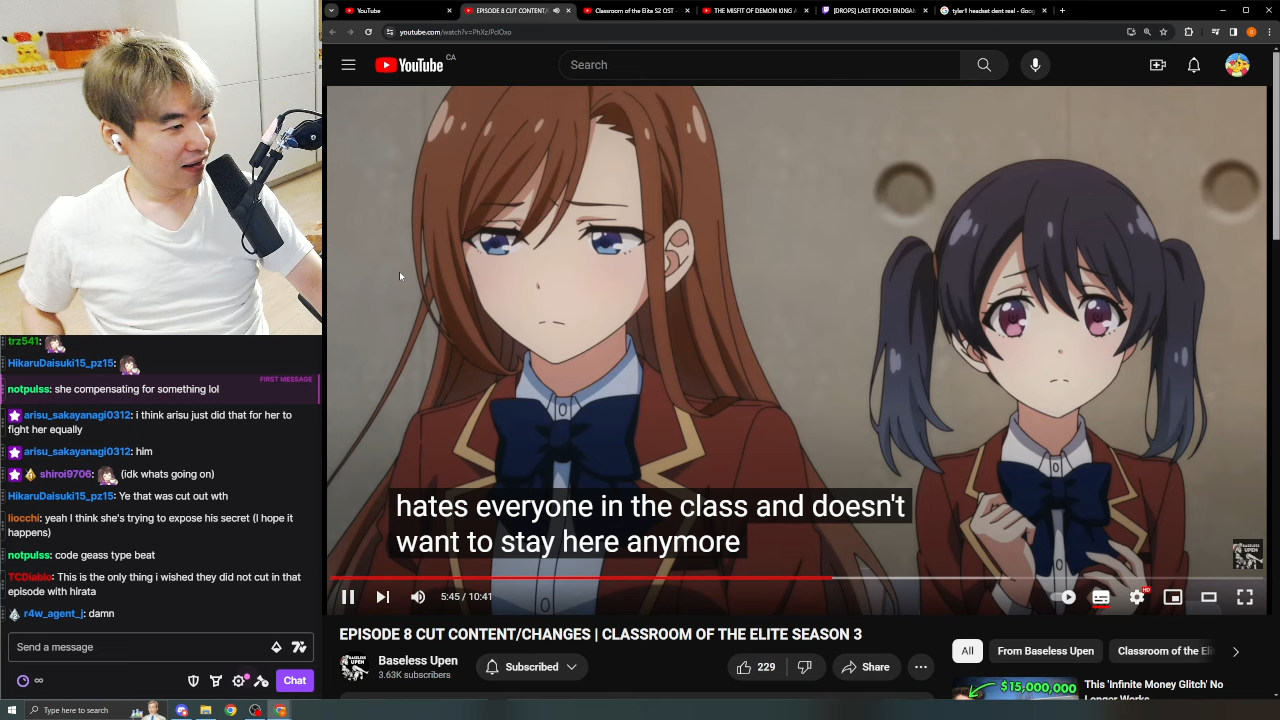 YouTube
EPISODE 8 CUT CONTENT/
Classroom of the Elite S2 OST -
THE MISFIT OF DEMON KING A
[DROPS] LAST EPOCH ENDGAM
tyler1 headset dent real - Goog
youtube.com/watch?v=PhXzJPclOxo
YouTube CA
Search
hates everyone in the class and doesn't
want to stay here anymore
BASELESS
UPEN
5:45 / 10:41
HD
EPISODE 8 CUT CONTENT/CHANGES | CLASSROOM OF THE ELITE SEASON 3
Baseless Upen
3.63K subscribers
Subscribed
229
Share
All
From Baseless Upen
Classroom of the Eli
$15,000,000
This 'Infinite Money Glitch' No
Longer Works
trz541:
HikaruDaisuki15_pz15:
FIRST MESSAGE
notpulss: she compensating for something lol
arisu_sakayanagi0312: i think arisu just did that for her to
fight her equally
arisu_sakayanagi0312: him
shiroi9706: (idk whats going on)
HikaruDaisuki15_pz15: Ye that was cut out wth
liocchi: yeah I think she's trying to expose his secret (I hope it
happens)
notpulss: code geass type beat
TCDiablo: This is the only thing i wished they did not cut in that
episode with hirata
r4w_agent_j: damn
Send a message
∞
Chat
Type here to search